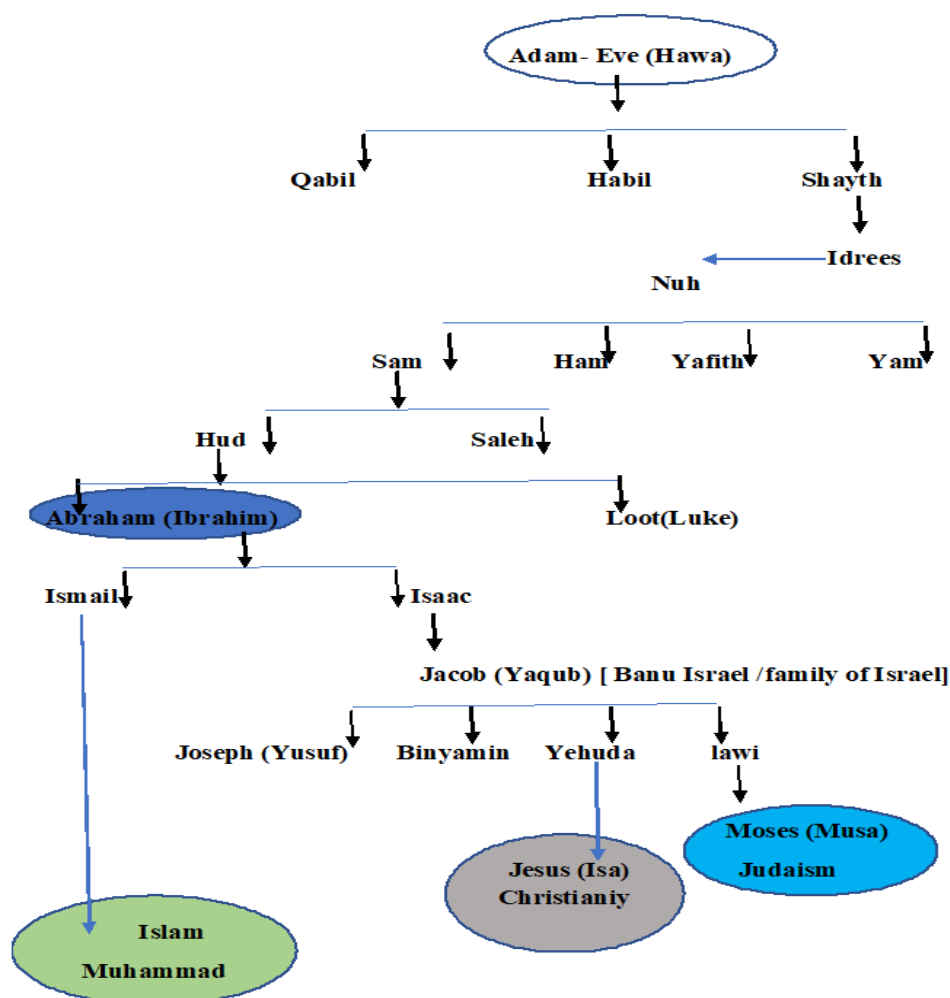 Adam- Eve (Hawa)
Qabil Habil Shayth
Idrees
Nuh
Sam Ham Yafith Yam
Hud Saleh
Abraham (Ibrahim) Loot(Luke)
Ismail Isaac
Jacob (Yaqub) [ Banu Israel /family of Israel]
Joseph (Yusuf) Binyamin Yehuda lawi
Moses (Musa)
Judaism
Jesus (Isa)
Christianiy
Islam
Muhammad